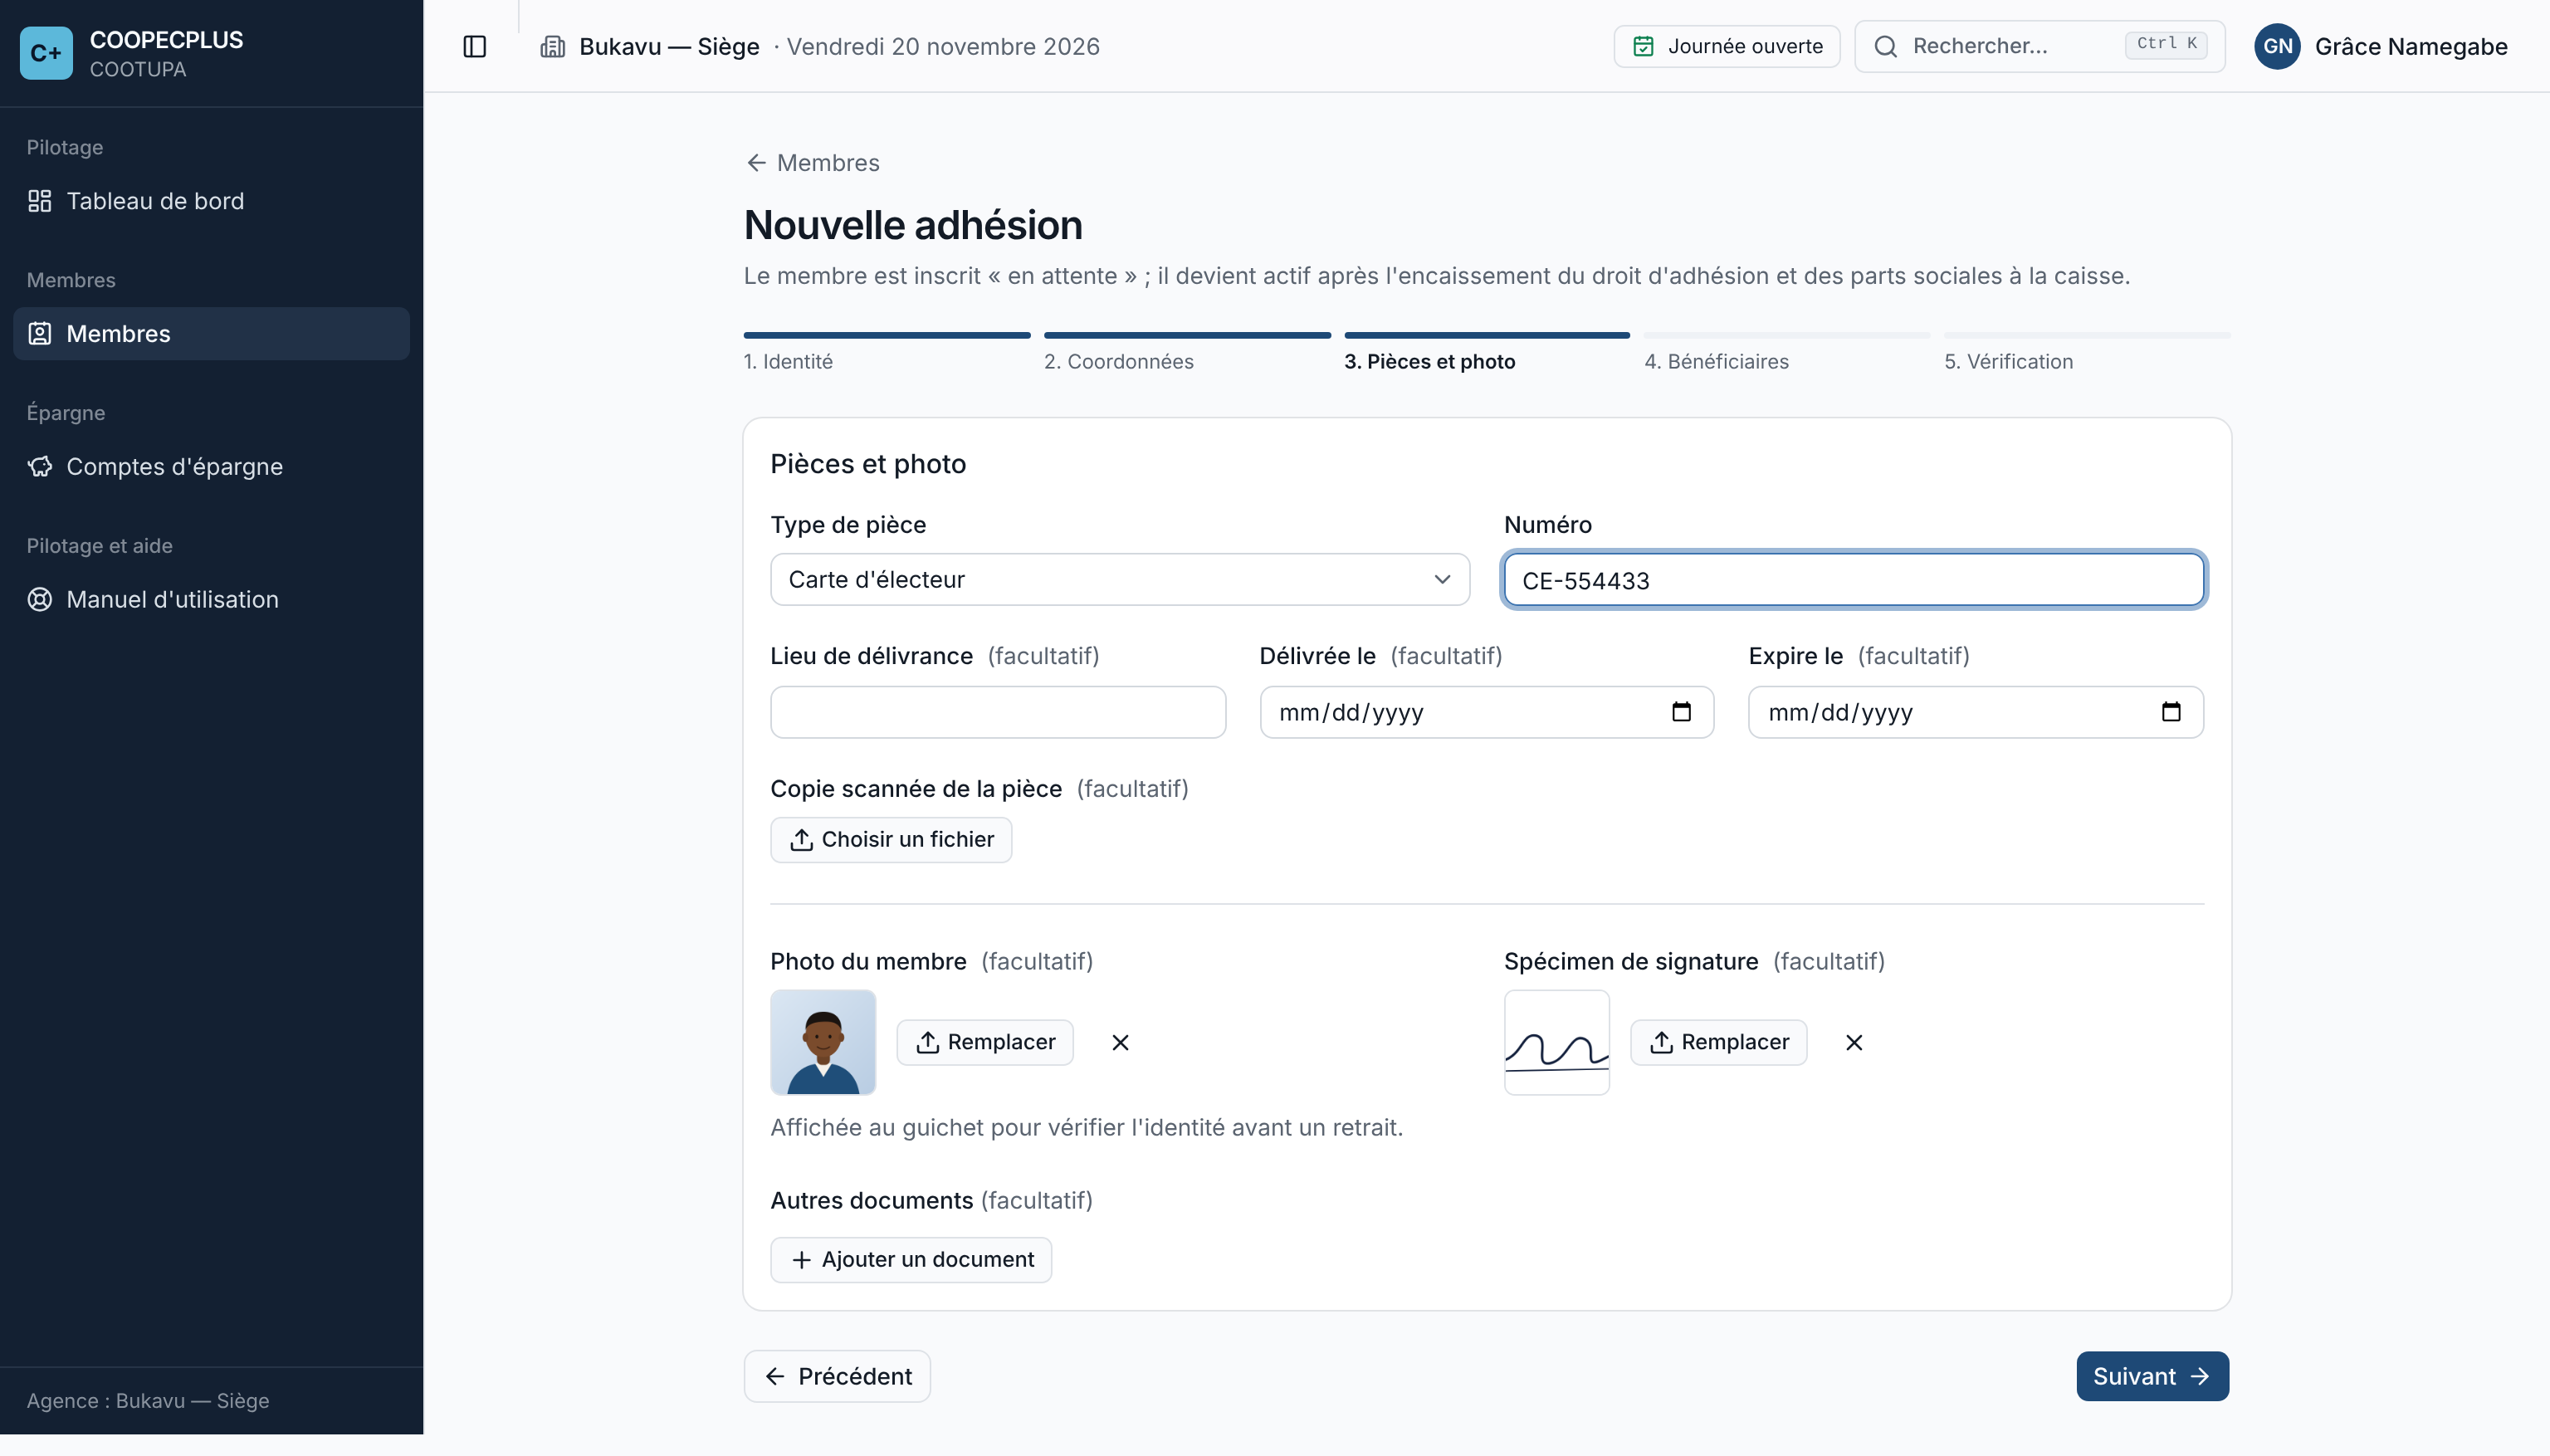 C+
COOPECPLUS
COOTUPA
Pilotage
Tableau de bord
Membres
Membres
Épargne
Comptes d'épargne
Pilotage et aide
Manuel d'utilisation
Agence : Bukavu — Siège
Bukavu — Siège · Vendredi 20 novembre 2026
Journée ouverte
Rechercher...
Ctrl K
GN
Grâce Namegabe
Membres
Nouvelle adhésion
Le membre est inscrit « en attente » ; il devient actif après l'encaissement du droit d'adhésion et des parts sociales à la caisse.
1. Identité
2. Coordonnées
3. Pièces et photo
4. Bénéficiaires
5. Vérification
Pièces et photo
Type de pièce
Carte d'électeur
Numéro
CE-554433
Lieu de délivrance (facultatif)
Délivrée le (facultatif)
mm/dd/yyyy
Expire le (facultatif)
mm/dd/yyyy
Copie scannée de la pièce (facultatif)
Choisir un fichier
Photo du membre (facultatif)
Remplacer
Affichée au guichet pour vérifier l'identité avant un retrait.
Spécimen de signature (facultatif)
Remplacer
Autres documents (facultatif)
Ajouter un document
Précédent
Suivant